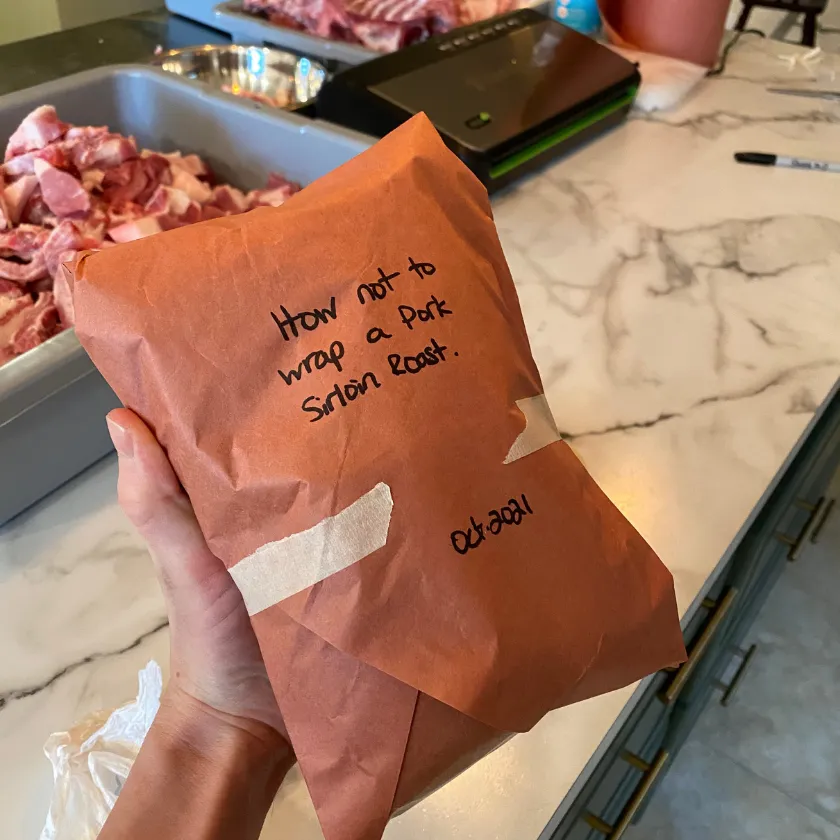 How not to
wrap a Pork
Sirloin Roast.
Oct. 2021